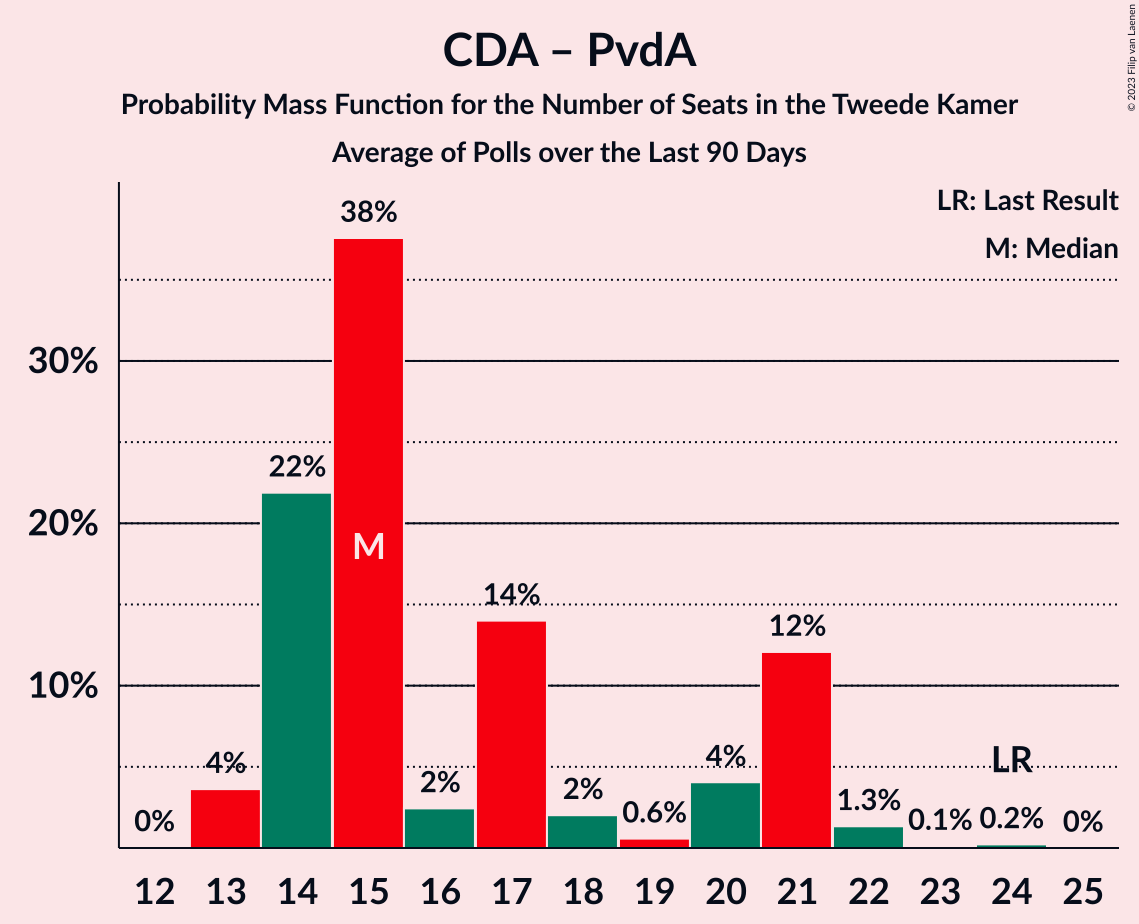 CDA – PvdA
Probability Mass Function for the Number of Seats in the Tweede Kamer
Average of Polls over the Last 90 Days
© 2023 Filip van Laenen
LR: Last Result
M: Median
30%
20%
10%
0%
4%
22%
38%
M
2%
14%
2%
0.6%
4%
12%
1.3%
0.1%
LR
0.2%
0%
12 13 14 15 16 17 18 19 20 21 22 23 24 25